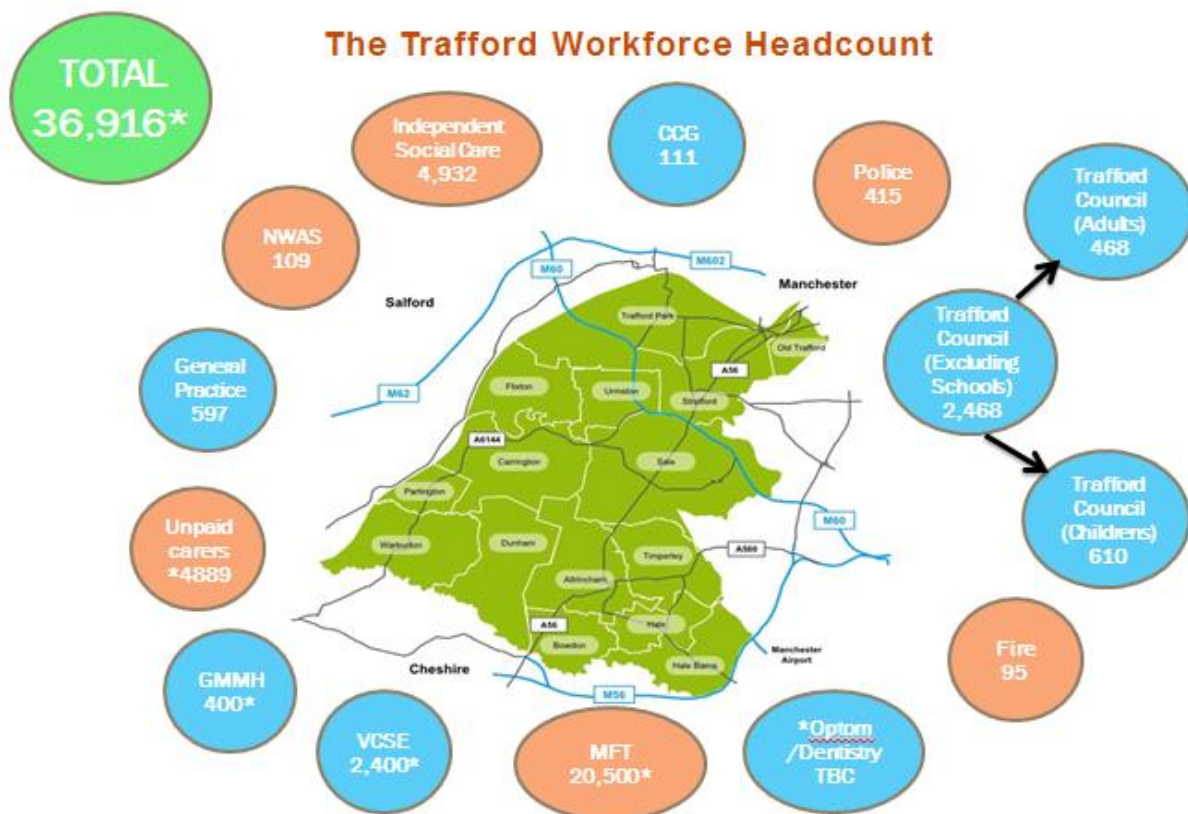 The Trafford Workforce Headcount
TOTAL
36,916*
Independent
Social Care
4,932
CCG
111
Police
415
Trafford
Council
(Adults)
468
NWAS
109
Trafford
Council
(Excluding
Schools)
2,468
General
Practice
597
Trafford
Council
(Childrens)
610
Unpaid
carers
*4889
Fire
95
GMMH
400*
VCSE
2,400*
MFT
20,500*
*Optom
/Dentistry
TBC
M60
M602
Salford
Manchester
Trafford Park
Old Trafford
A56
M62
Flixton
Urmston
Stretford
A6144
Carrington
Sale
Partington
M60
Warburton
Dunham
Timperley
A560
Altrincham
A56
Hale
Bowdon
Manchester
Airport
Cheshire
Hale Barns
M56